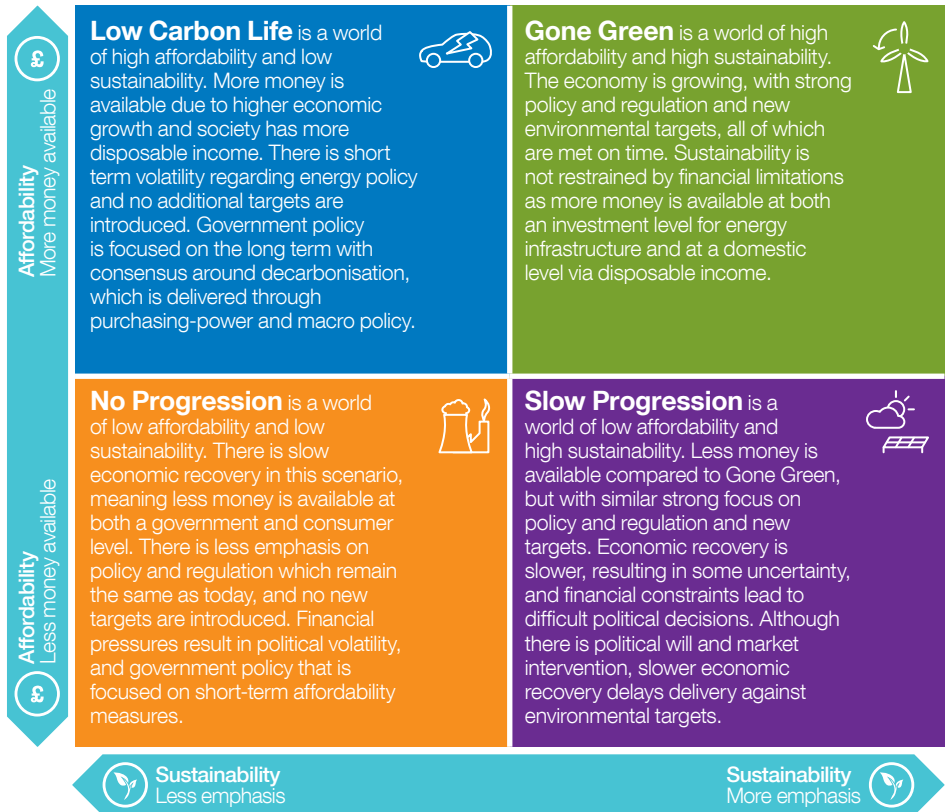 Affordability
More money available
£
Low Carbon Life is a world
of high affordability and low
sustainability. More money is
available due to higher economic
growth and society has more
disposable income. There is short
term volatility regarding energy policy
and no additional targets are
introduced. Government policy
is focused on the long term with
consensus around decarbonisation,
which is delivered through
purchasing-power and macro policy.
Gone Green is a world of high
affordability and high sustainability.
The economy is growing, with strong
policy and regulation and new
environmental targets, all of which
are met on time. Sustainability is
not restrained by financial limitations
as more money is available at both
an investment level for energy
infrastructure and at a domestic
level via disposable income.
Affordability
Less money available
£
No Progression is a world
of low affordability and low
sustainability. There is slow
economic recovery in this scenario,
meaning less money is available at
both a government and consumer
level. There is less emphasis on
policy and regulation which remain
the same as today, and no new
targets are introduced. Financial
pressures result in political volatility,
and government policy that is
focused on short-term affordability
measures.
Slow Progression is a
world of low affordability and
high sustainability. Less money is
available compared to Gone Green,
but with similar strong focus on
policy and regulation and new
targets. Economic recovery is
slower, resulting in some uncertainty,
and financial constraints lead to
difficult political decisions. Although
there is political will and market
intervention, slower economic
recovery delays delivery against
environmental targets.
Sustainability
Less emphasis
Sustainability
More emphasis